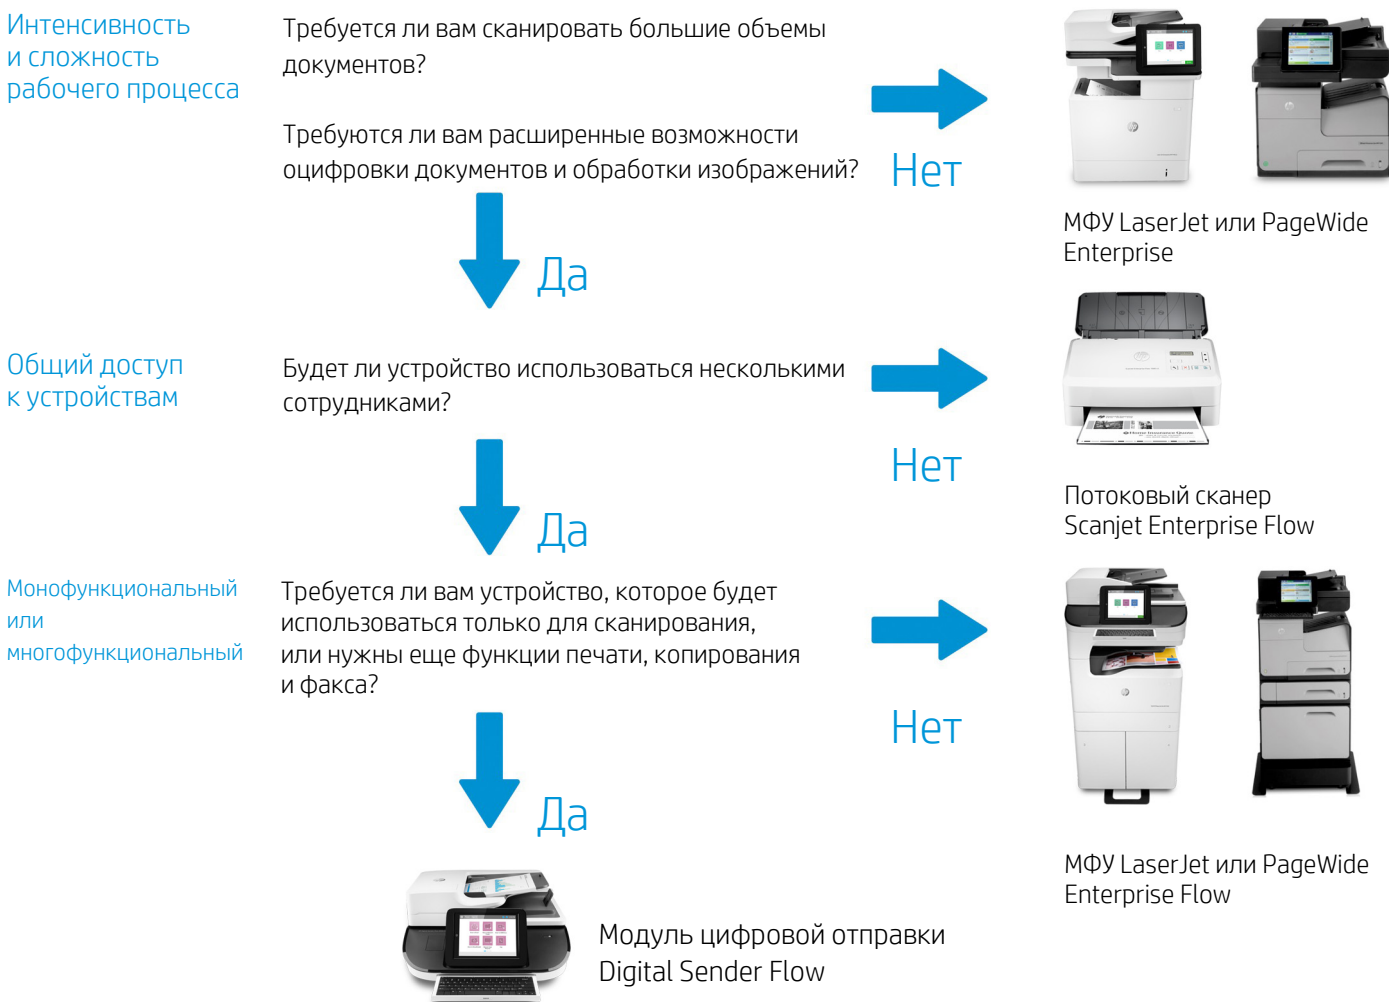 Интенсивность
и сложность
рабочего процесса
Требуется ли вам сканировать большие объемы
документов?
Требуются ли вам расширенные возможности
оцифровки документов и обработки изображений?
Нет
МФУ LaserJet или PageWide
Enterprise
Да
Общий доступ
к устройствам
Будет ли устройство использоваться несколькими
сотрудниками?
Нет
Потоковый сканер
Scanjet Enterprise Flow
Да
Монофункциональный
или
многофункциональный
Требуется ли вам устройство, которое будет
использоваться только для сканирования,
или нужны еще функции печати, копирования
и факса?
Нет
МФУ LaserJet или PageWide
Enterprise Flow
Да
Модуль цифровой отправки
Digital Sender Flow